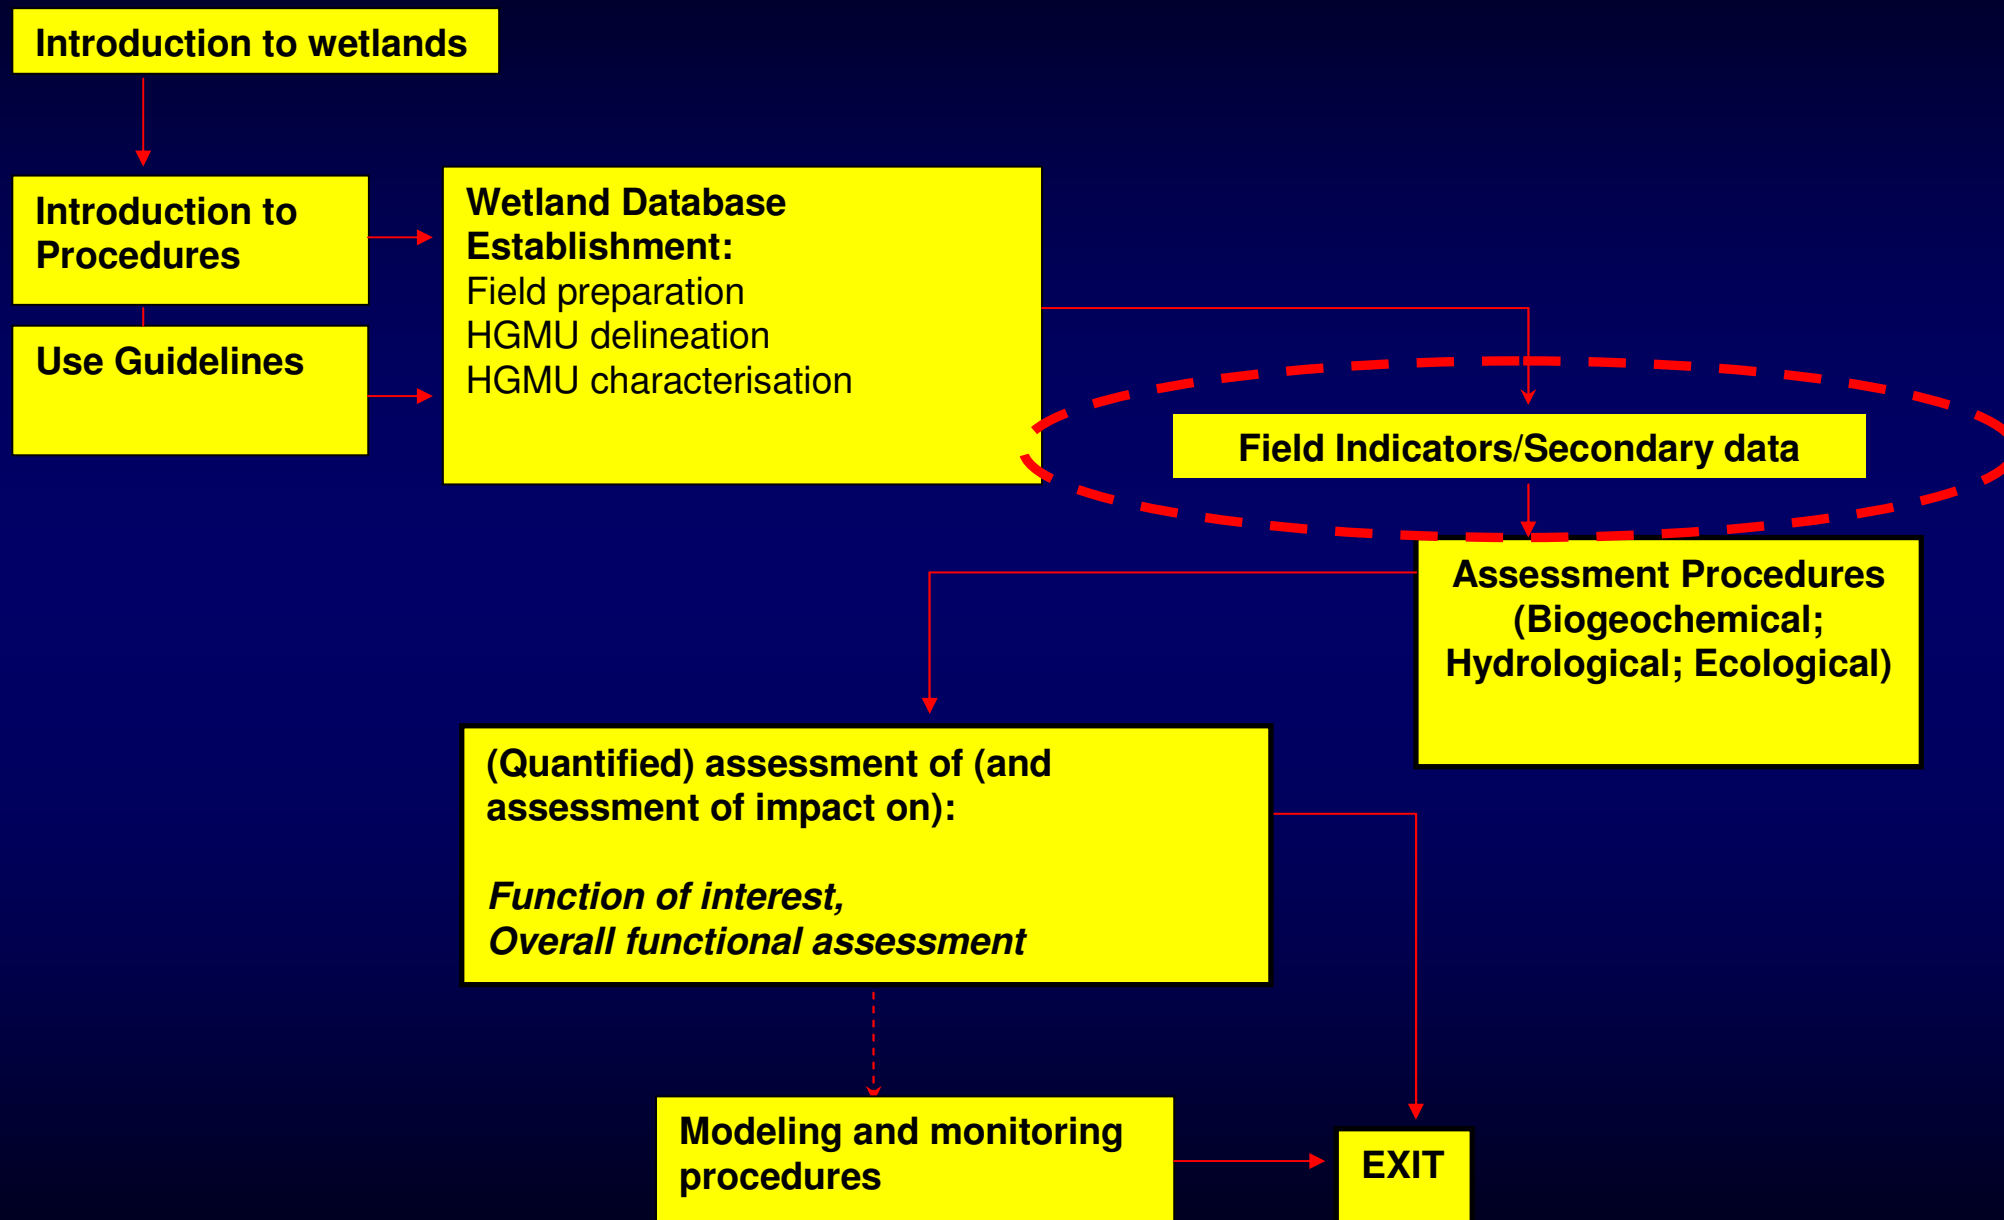 Introduction to wetlands
Introduction to
Procedures
Use Guidelines
Wetland Database
Establishment:
Field preparation
HGMU delineation
HGMU characterisation
Field Indicators/Secondary data
Assessment Procedures
(Biogeochemical;
Hydrological; Ecological)
(Quantified) assessment of (and
assessment of impact on):
Function of interest,
Overall functional assessment
Modeling and monitoring
procedures
EXIT